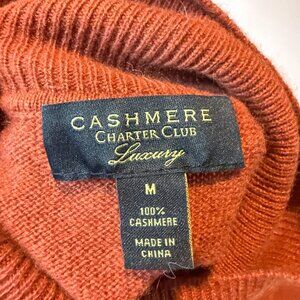 CASHMERE
CHARTER CLUB
Luxury
M
100%
CASHMERE
MADE IN
CHINA